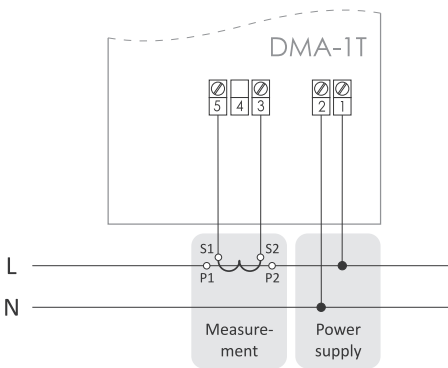 DMA-1T
5 4 3 2 1
S1 S2
L
P1 P2
N
Measure-
ment
Power
supply